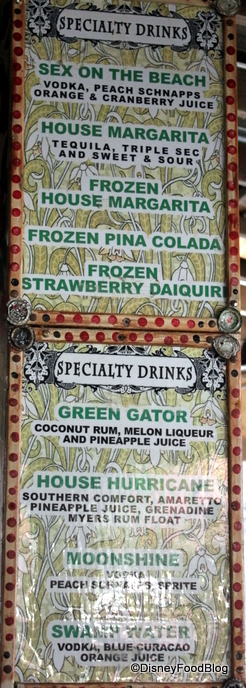 SPECIALTY DRINKS
SEX ON THE BEACH
VODKA, PEACH SCHNAPPS
ORANGE & CRANBERRY JUICE
HOUSE MARGARITA
TEQUILA, TRIPLE SEC
AND SWEET & SOUR
FROZEN
HOUSE MARGARITA
FROZEN PINA COLADA
FROZEN
STRAWBERRY DAIQUIRI
SPECIALTY DRINKS
GREEN GATOR
COCONUT RUM, MELON LIQUEUR
AND PINEAPPLE JUICE
HOUSE HURRICANE
SOUTHERN COMFORT, AMARETTO
PINEAPPLE JUICE, GRENADINE
MYERS RUM FLOAT
MOONSHINE
VODKA
PEACH SCHNAPPS, SPRITE
SWAMP WATER
VODKA, BLUE CURACAO
ORANGE JUICE
©DisneyFoodBlog